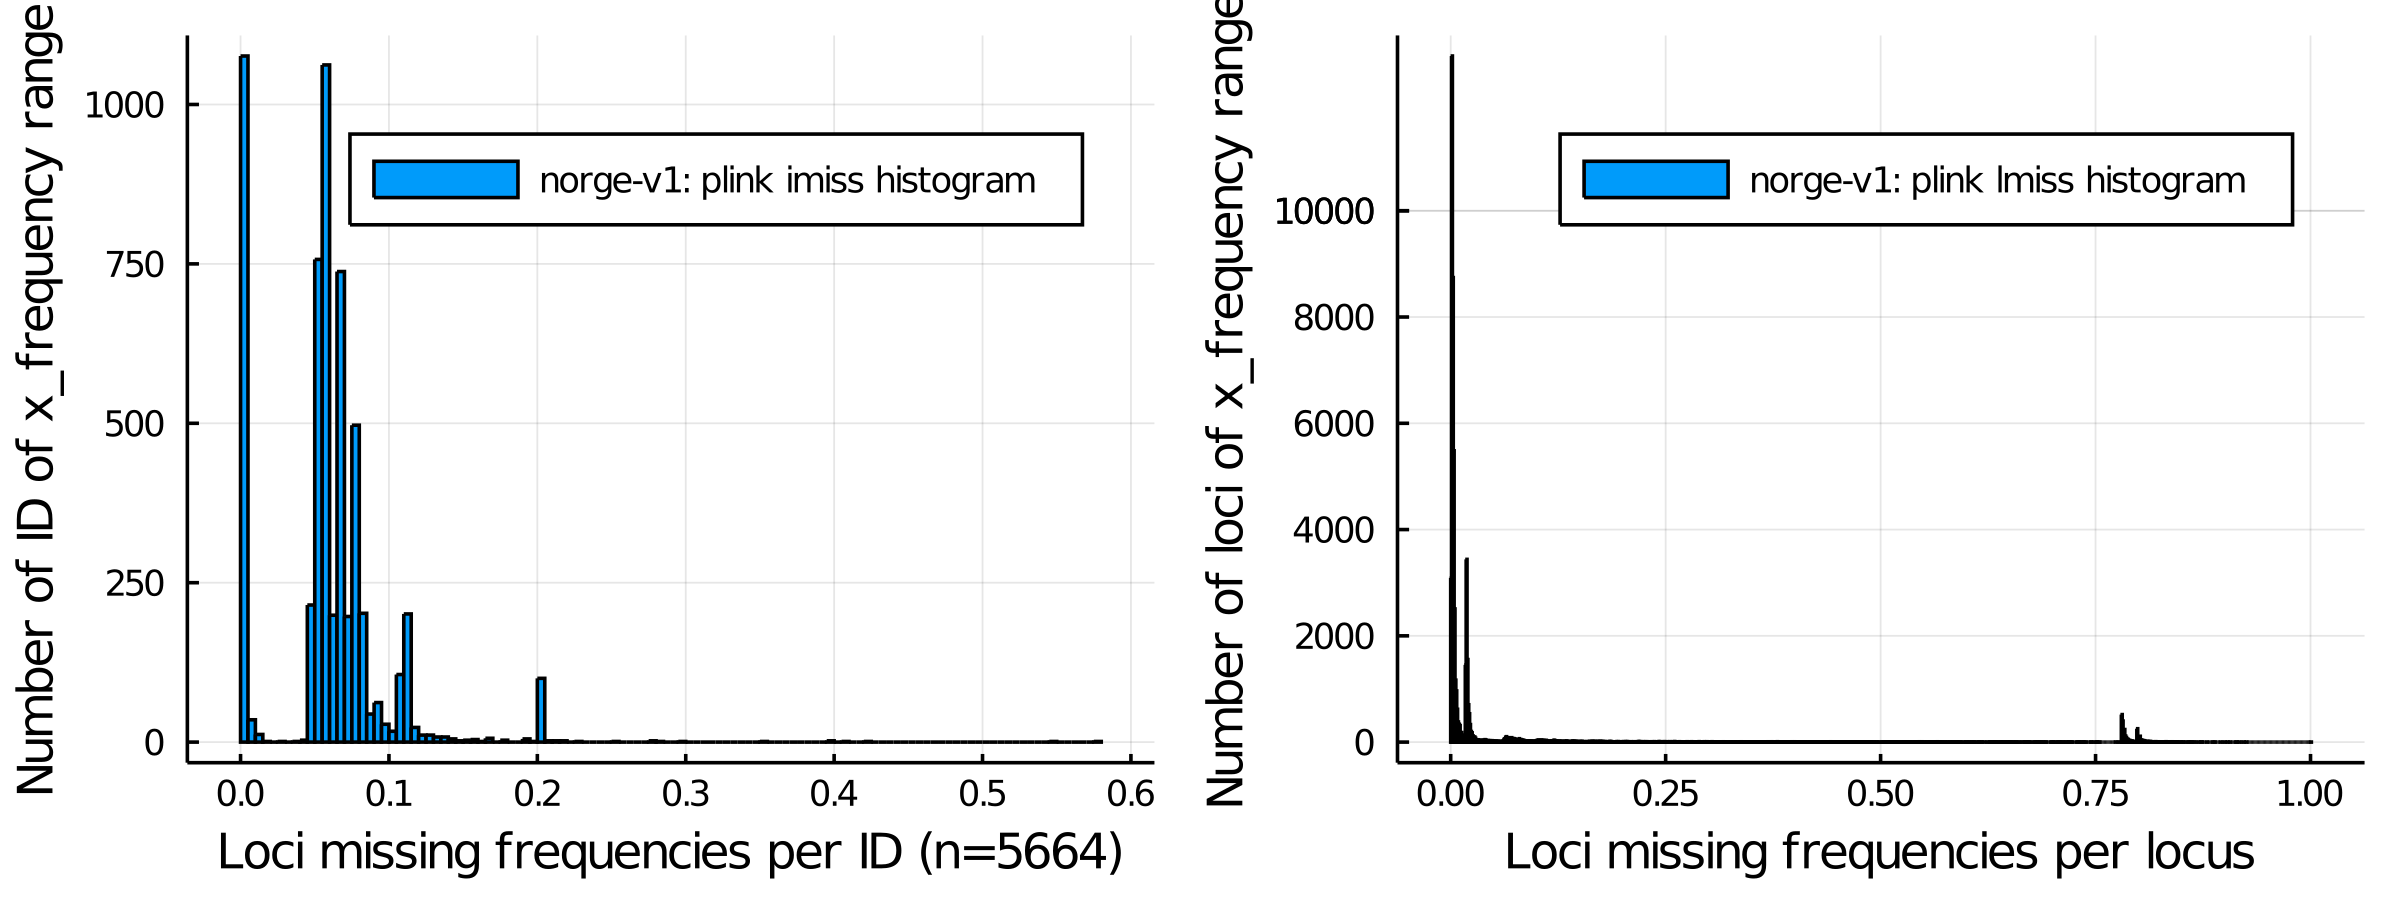 Number of ID of x_frequency range
1000
750
500
250
0
norge-v1: plink imiss histogram
0.0 0.1 0.2 0.3 0.4 0.5 0.6
Loci missing frequencies per ID (n=5664)
Number of loci of x_frequency range
10000
8000
6000
4000
2000
0
norge-v1: plink lmiss histogram
0.00 0.25 0.50 0.75 1.00
Loci missing frequencies per locus